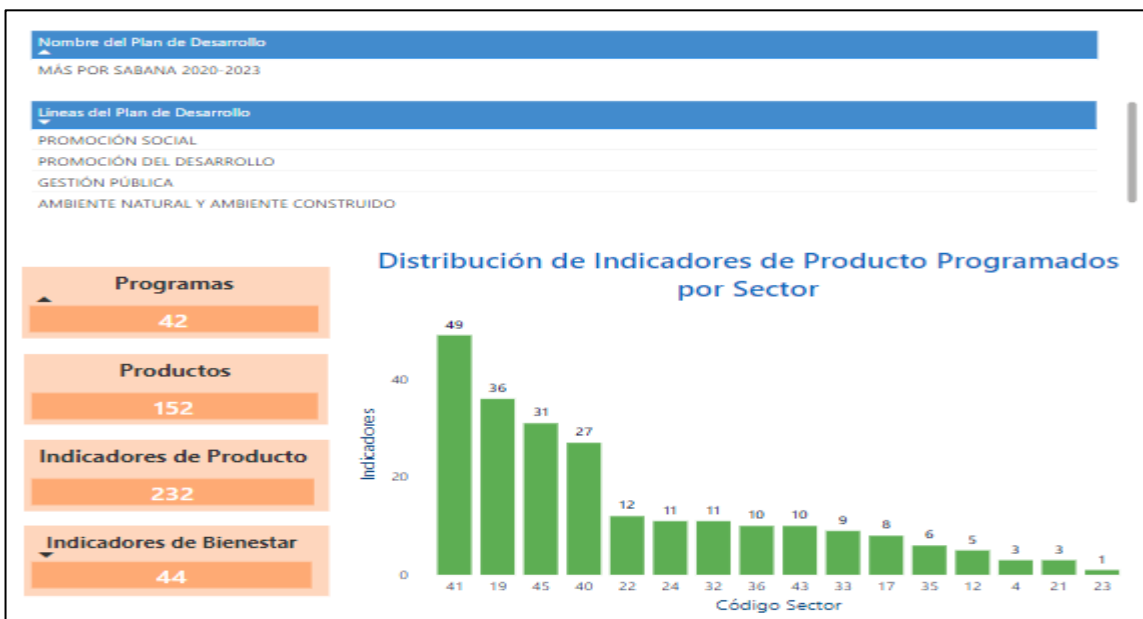 Nombre del Plan de Desarrollo
MÁS POR SABANA 2020-2023
Líneas del Plan de Desarrollo
PROMOCIÓN SOCIAL
PROMOCIÓN DEL DESARROLLO
GESTIÓN PÚBLICA
AMBIENTE NATURAL Y AMBIENTE CONSTRUIDO
Programas
42
Productos
152
Indicadores de Producto
232
Indicadores de Bienestar
44
Distribución de Indicadores de Producto Programados
por Sector
Indicadores
40
20
0
49 36 31 27 12 11 11 10 10 9 8 6 5 3 3 1
41 19 45 40 22 24 32 36 43 33 17 35 12 4 21 23
Código Sector